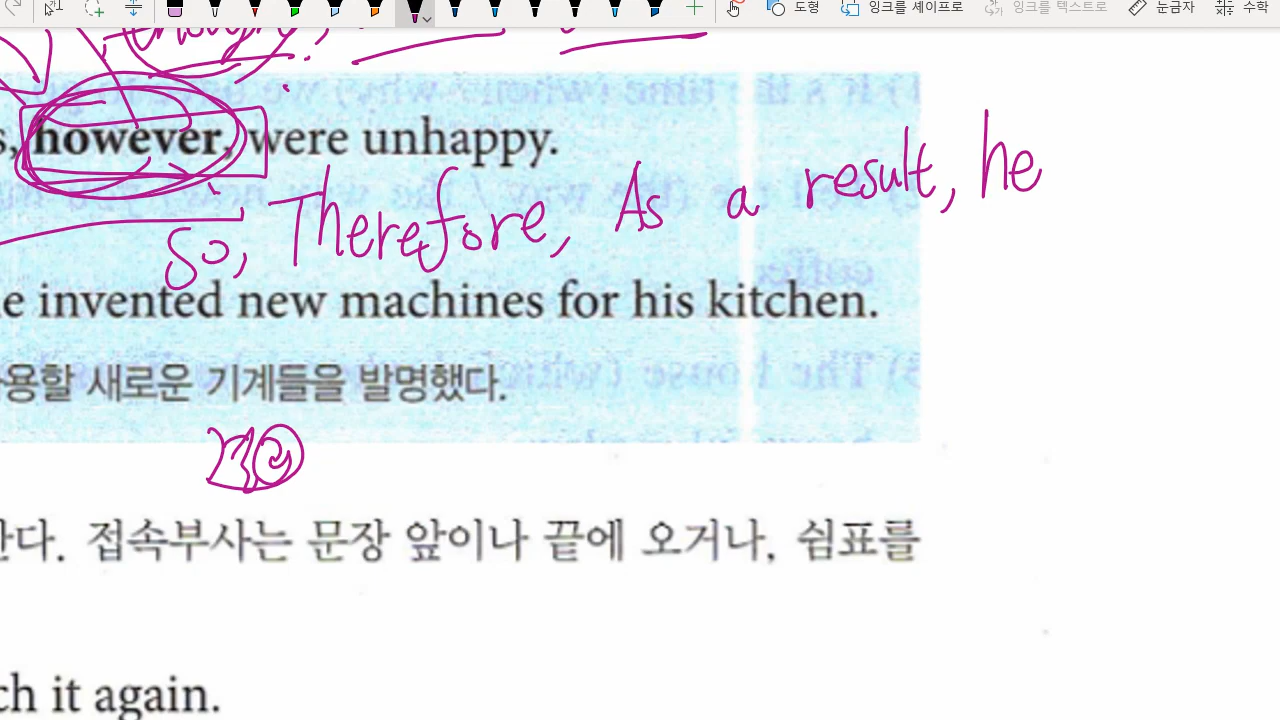 도형 잉크를 셰이프로 잉크를 텍스트로 눈금자 수학
however, were unhappy.
so, Therefore, As a result, he
e invented new machines for his kitchen.
용할 새로운 기계들을 발명했다.
접속부사는 문장 앞이나 끝에 오거나, 쉼표를
ch it again.